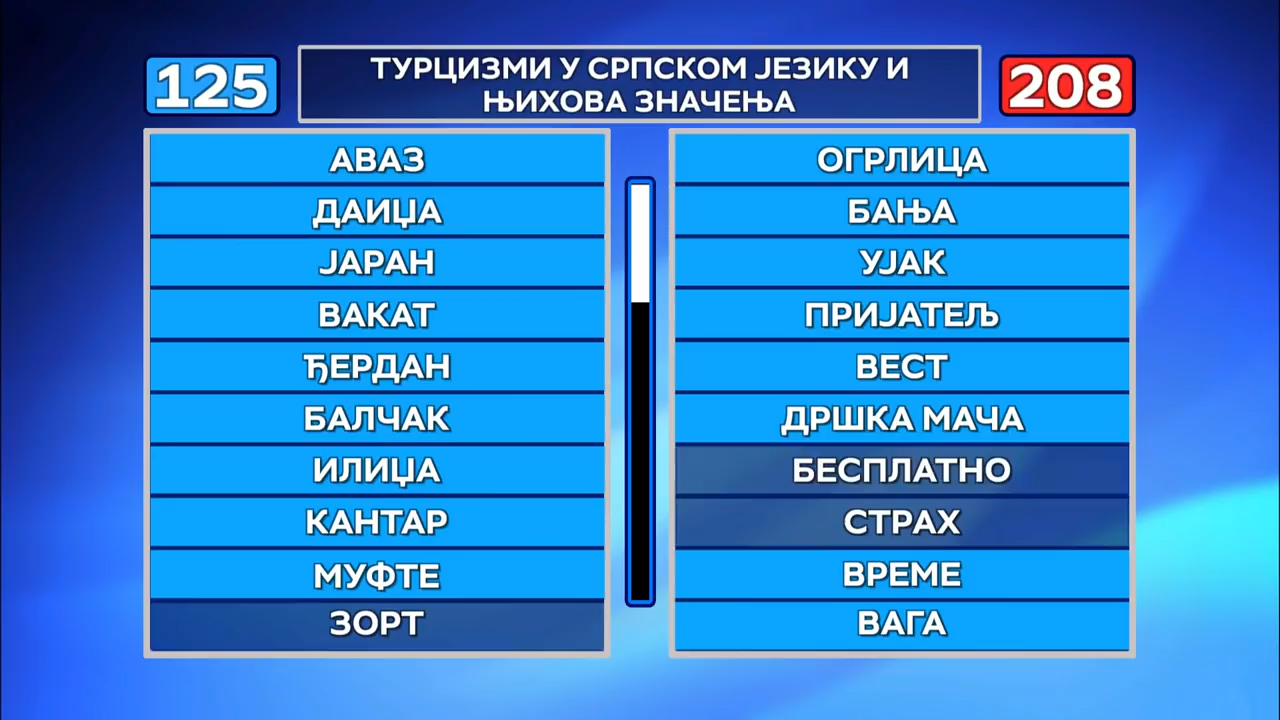 125
ТУРЦИЗМИ У СРПСКОМ ЈЕЗИКУ И
ЊИХОВА ЗНАЧЕЊА
208
АВАЗ
ОГРЛИЦА
ДАИЏА
БАЊА
ЈАРАН
УЈАК
ВАКАТ
ПРИЈАТЕЉ
ЂЕРДАН
ВЕСТ
БАЛЧАК
ДРШКА МАЧА
ИЛИЏА
БЕСПЛАТНО
КАНТАР
СТРАХ
МУФТЕ
ВРЕМЕ
ЗОРТ
ВАГА